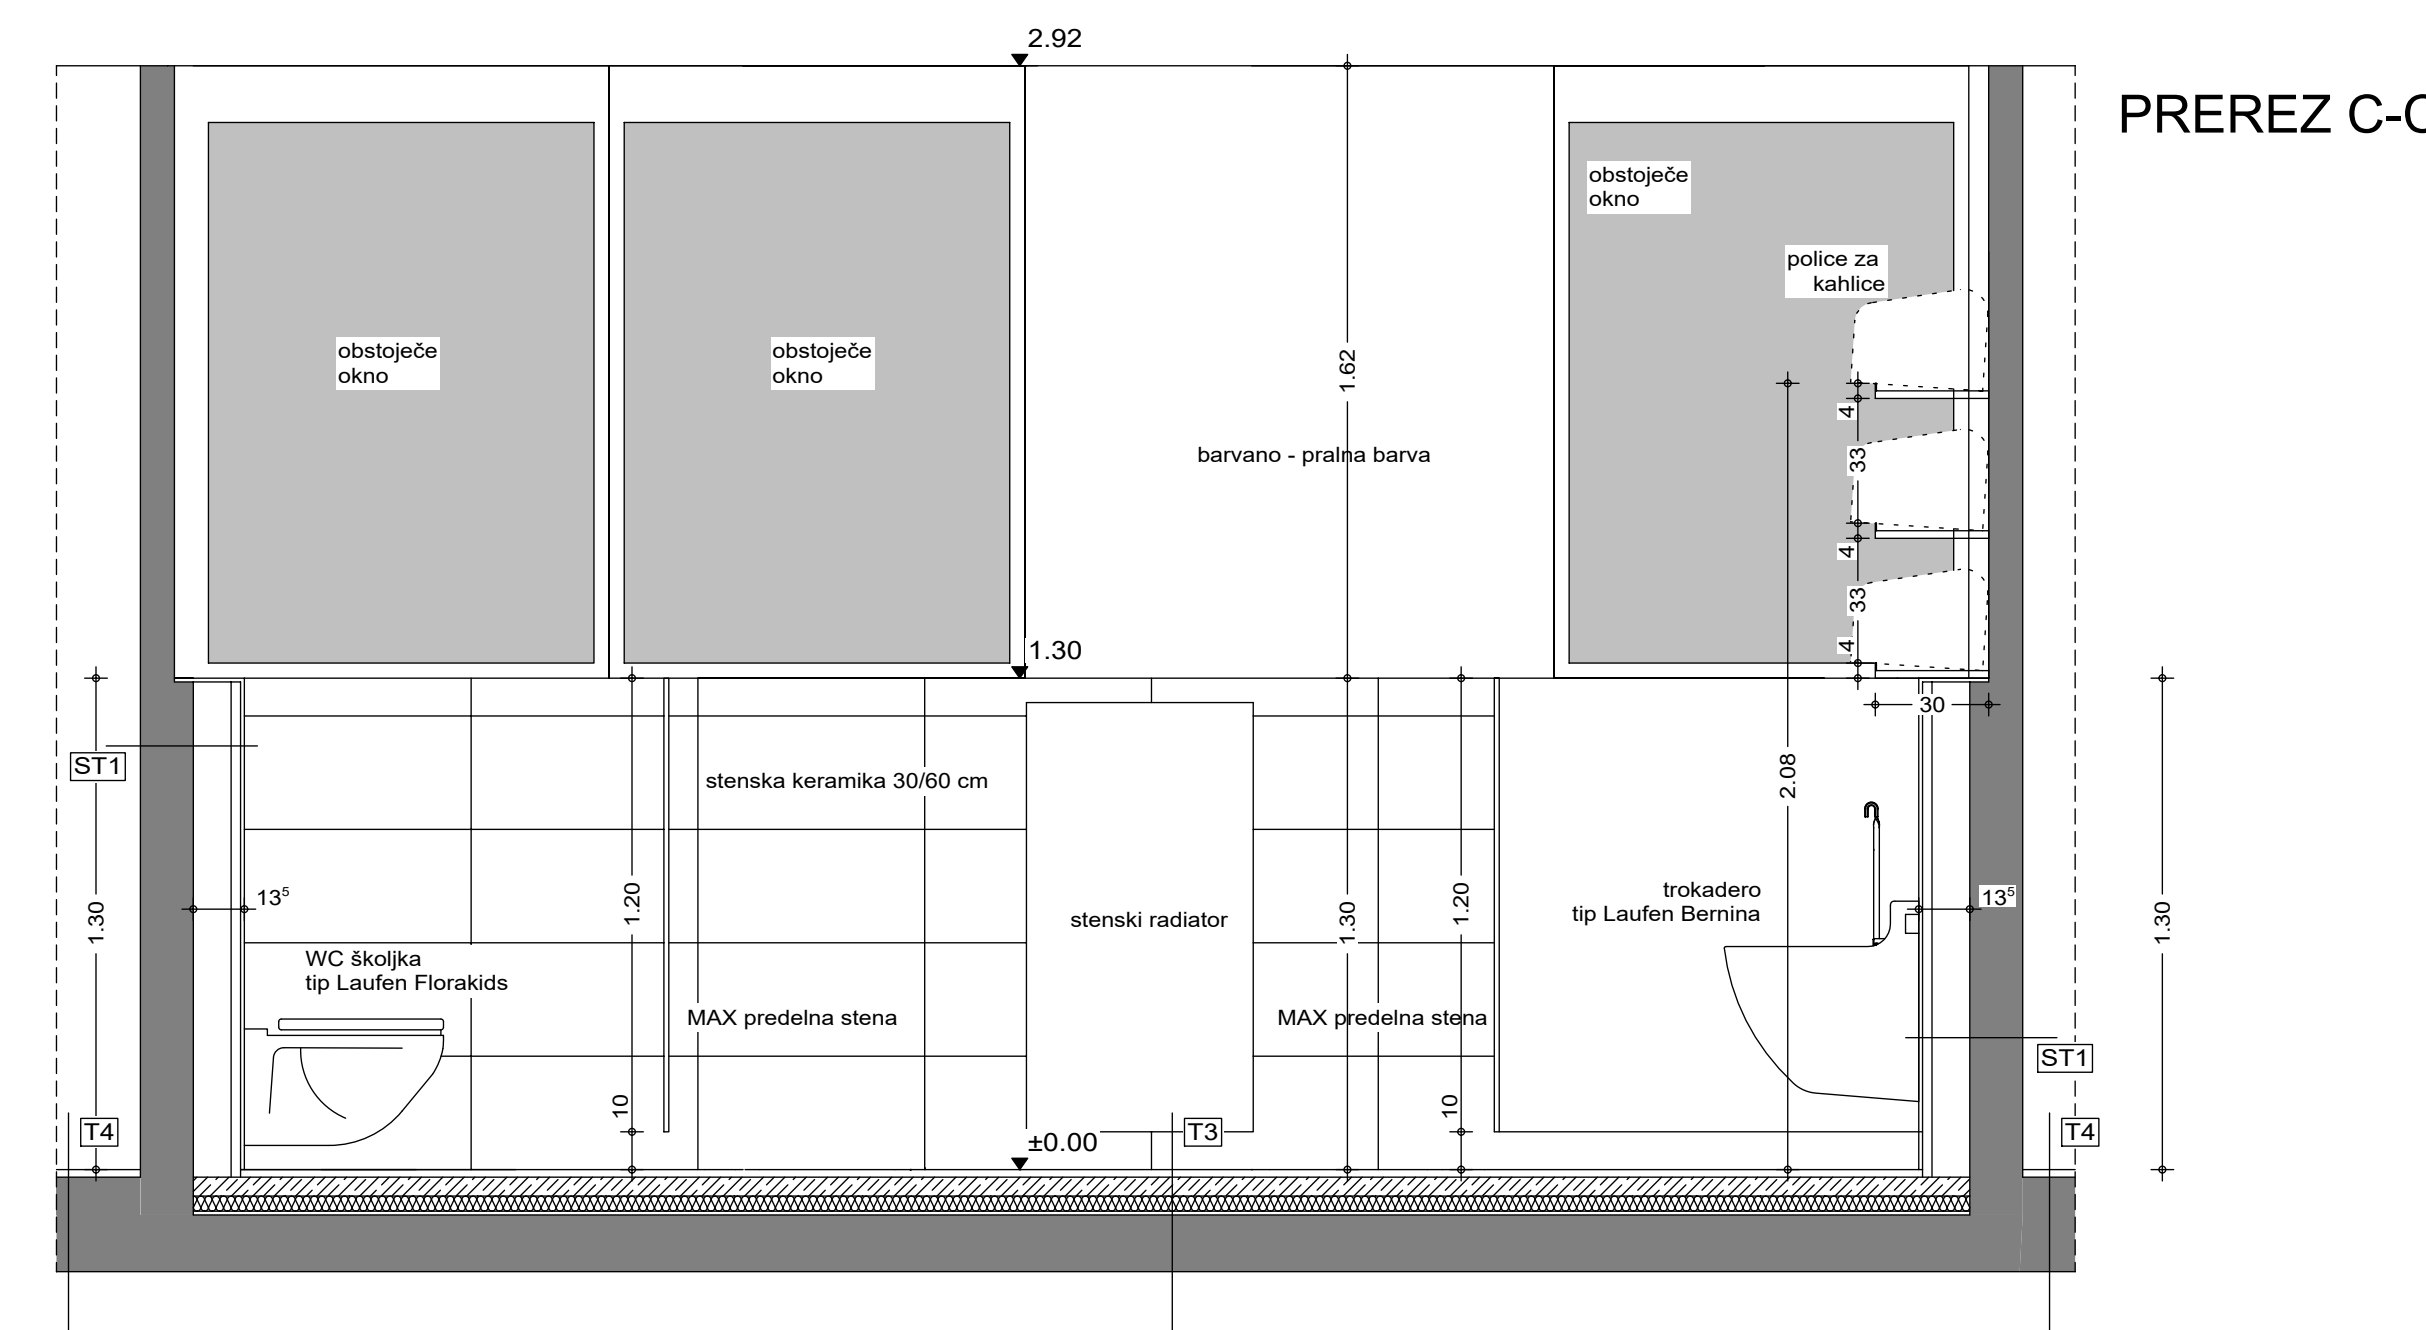 2.92
PREREZ C-C
obstoječe
okno
obstoječe
okno
obstoječe
okno
police za
kahlice
1.62
barvano - pralna barva
4
33
4
33
4
1.30
30
ST1
stenska keramika 30/60 cm
2.08
13⁵
1.30
1.20
stenski radiator
1.30
1.20
trokadero
tip Laufen Bernina
13⁵
1.30
WC školjka
tip Laufen Florakids
MAX predelna stena
MAX predelna stena
ST1
10
10
T4
±0.00
T3
T4